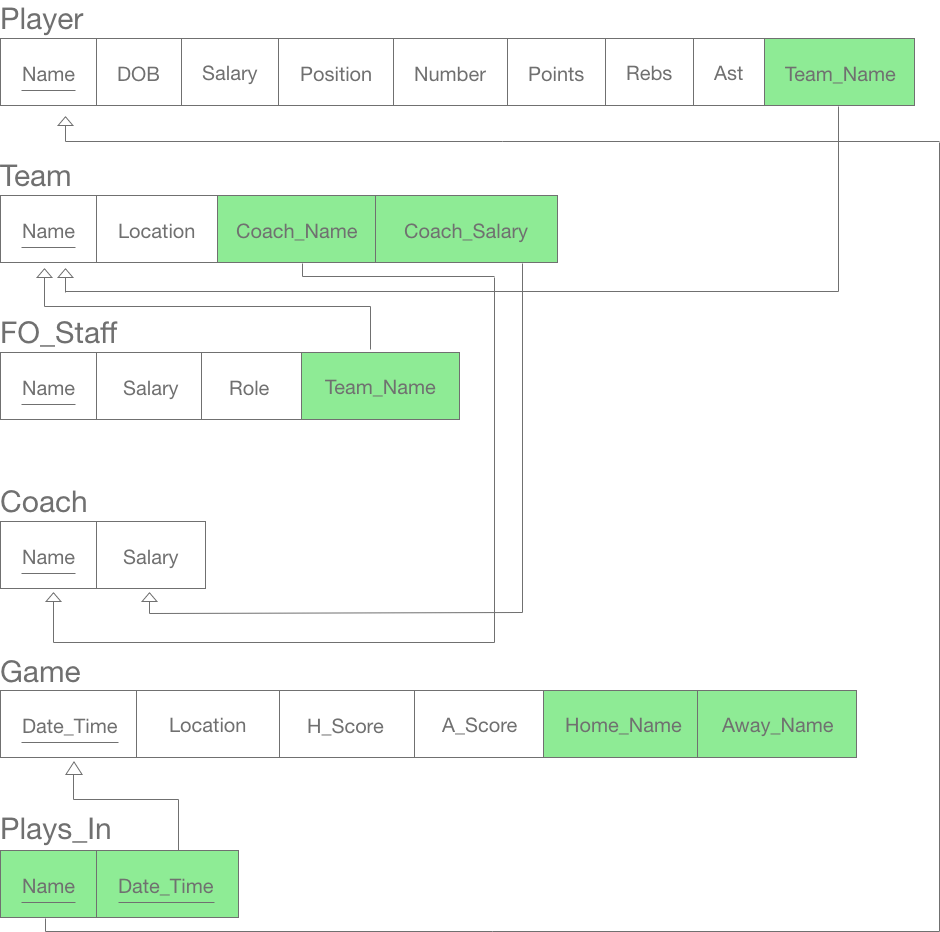 Player
Name DOB Salary Position Number Points Rebs Ast Team_Name
Team
Name Location Coach_Name Coach_Salary
FO_Staff
Name Salary Role Team_Name
Coach
Name Salary
Game
Date_Time Location H_Score A_Score Home_Name Away_Name
Plays_In
Name Date_Time